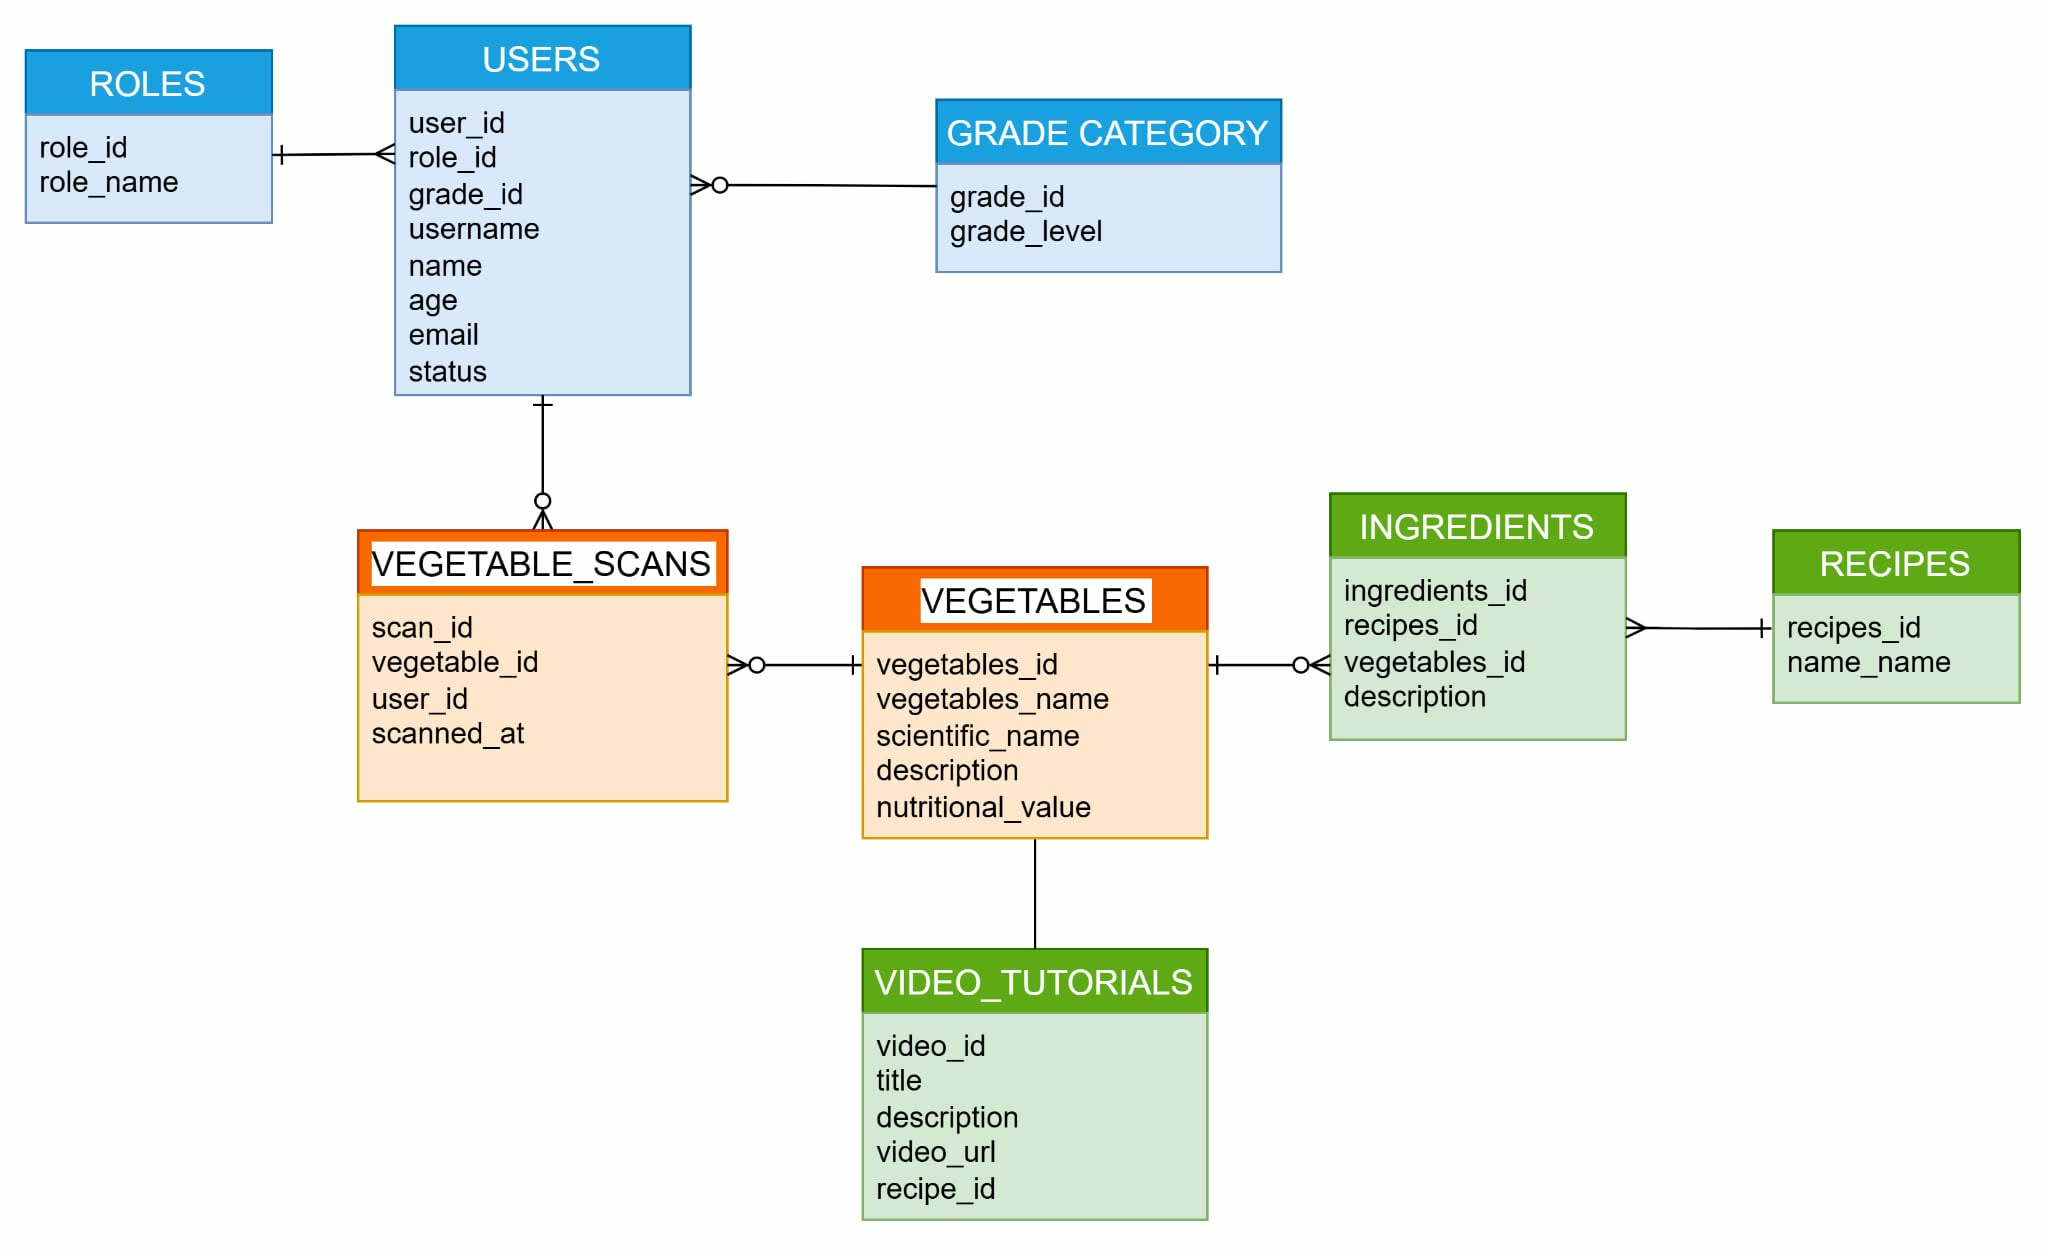 ROLES
role_id
role_name
USERS
user_id
role_id
grade_id
username
name
age
email
status
GRADE CATEGORY
grade_id
grade_level
VEGETABLE_SCANS
scan_id
vegetable_id
user_id
scanned_at
VEGETABLES
vegetables_id
vegetables_name
scientific_name
description
nutritional_value
INGREDIENTS
ingredients_id
recipes_id
vegetables_id
description
RECIPES
recipes_id
name_name
VIDEO_TUTORIALS
video_id
title
description
video_url
recipe_id